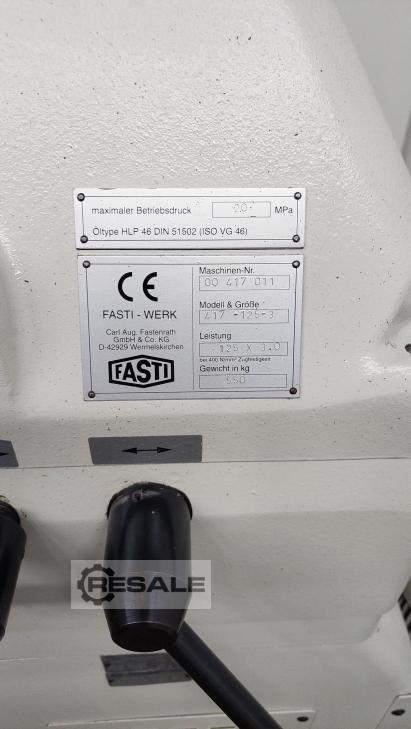 maximaler Betriebsdruck 20 MPa
Öltype HLP 46 DIN 51502 (ISO VG 46)
CE
FASTI - WERK
Carl Aug. Fastenrath
GmbH & Co. KG
D-42929 Wermelskirchen
FASTI
Maschinen-Nr.
00 417 011
Modell & Größe
417 -125-3
Leistung
125 X 3.0
bei 400 N/mm² Zugfestigkeit
Gewicht in kg
550
RESALE